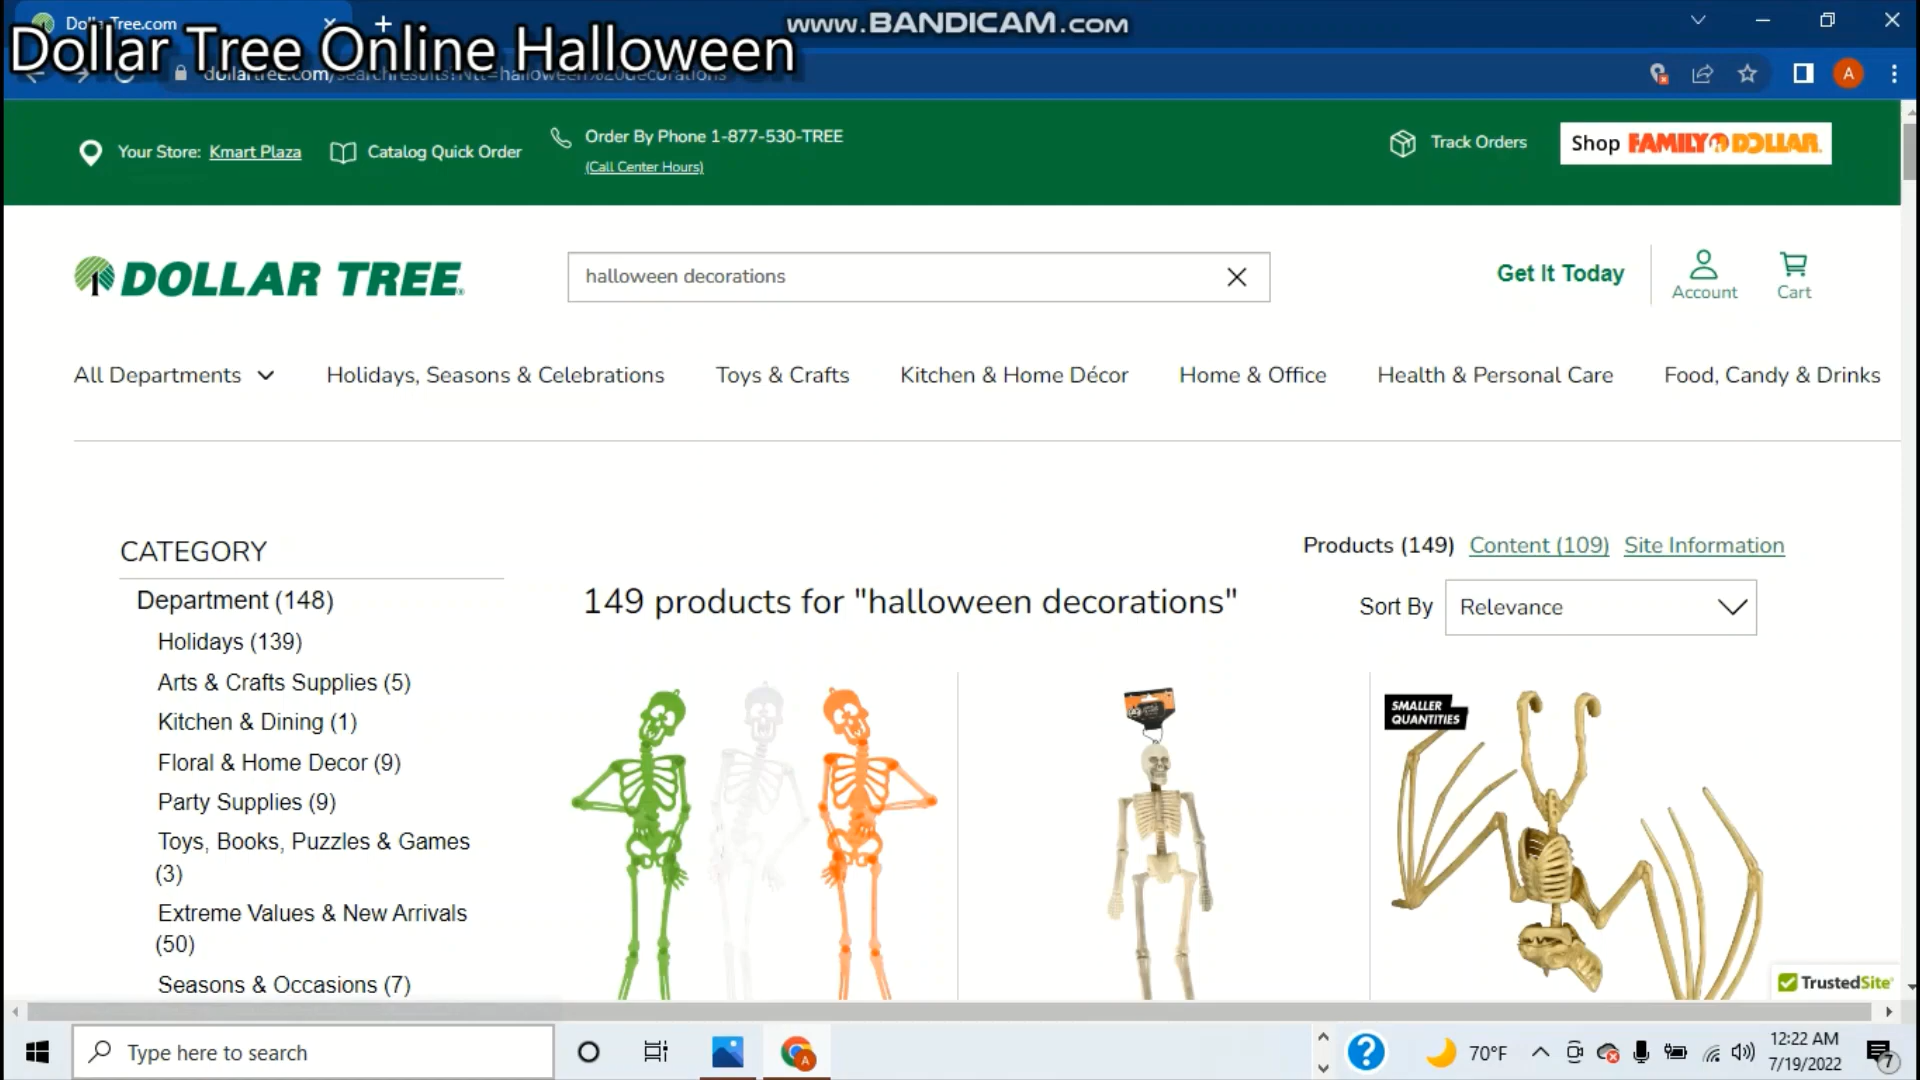 DollarTree.com
www.BANDICAM.com
Dollar Tree Online Halloween
dollartree.com/searchresults?Ntt=halloween%20decorations
A
Your Store: Kmart Plaza
Catalog Quick Order
Order By Phone 1-877-530-TREE
(Call Center Hours)
Track Orders
Shop FAMILY DOLLAR.
DOLLAR TREE
halloween decorations
Get It Today
Account
Cart
All Departments
Holidays, Seasons & Celebrations
Toys & Crafts
Kitchen & Home Décor
Home & Office
Health & Personal Care
Food, Candy & Drinks
CATEGORY
Department (148)
Holidays (139)
Arts & Crafts Supplies (5)
Kitchen & Dining (1)
Floral & Home Decor (9)
Party Supplies (9)
Toys, Books, Puzzles & Games
(3)
Extreme Values & New Arrivals
(50)
Seasons & Occasions (7)
Products (149)
Content (109)
Site Information
149 products for "halloween decorations"
Sort By
Relevance
SMALLER
QUANTITIES
TrustedSite
Type here to search
A
70°F
12:22 AM
7/19/2022
7